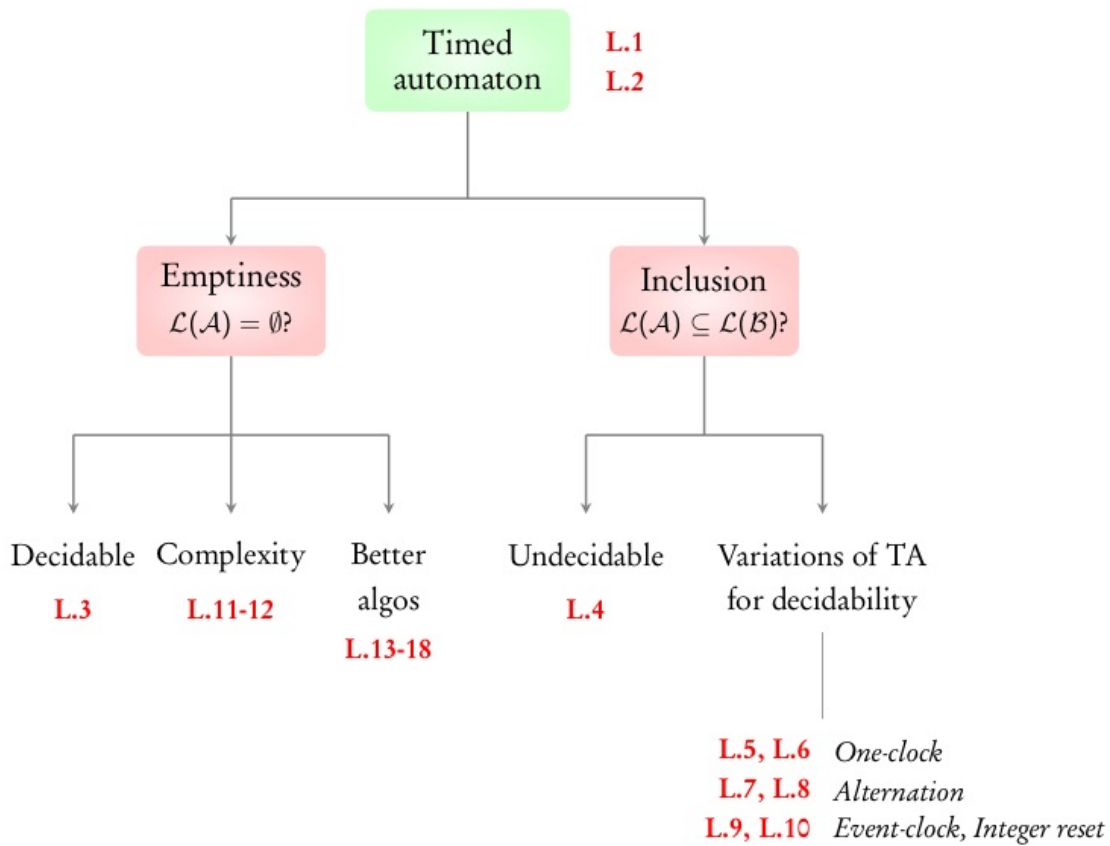 Timed
automaton
L.1
L.2
Emptiness
ℒ(𝒜) = ∅?
Inclusion
ℒ(𝒜) ⊆ ℒ(ℬ)?
Decidable
L.3
Complexity
L.11-12
Better
algos
L.13-18
Undecidable
L.4
Variations of TA
for decidability
L.5, L.6 One-clock
L.7, L.8 Alternation
L.9, L.10 Event-clock, Integer reset